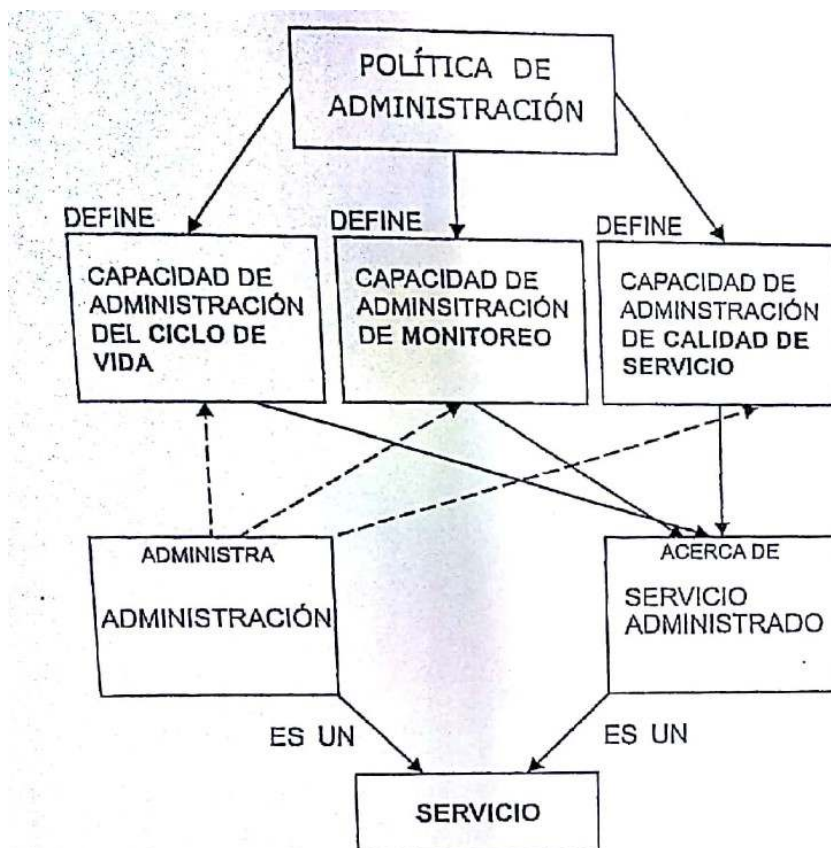 POLÍTICA DE
ADMINISTRACIÓN
DEFINE
DEFINE
DEFINE
CAPACIDAD DE
ADMINISTRACIÓN
DEL CICLO DE
VIDA
CAPACIDAD DE
ADMINSITRACIÓN
DE MONITOREO
CAPACIDAD DE
ADMINSTRACIÓN
DE CALIDAD DE
SERVICIO
ADMINISTRA
ADMINISTRACIÓN
ACERCA DE
SERVICIO
ADMINISTRADO
ES UN
ES UN
SERVICIO